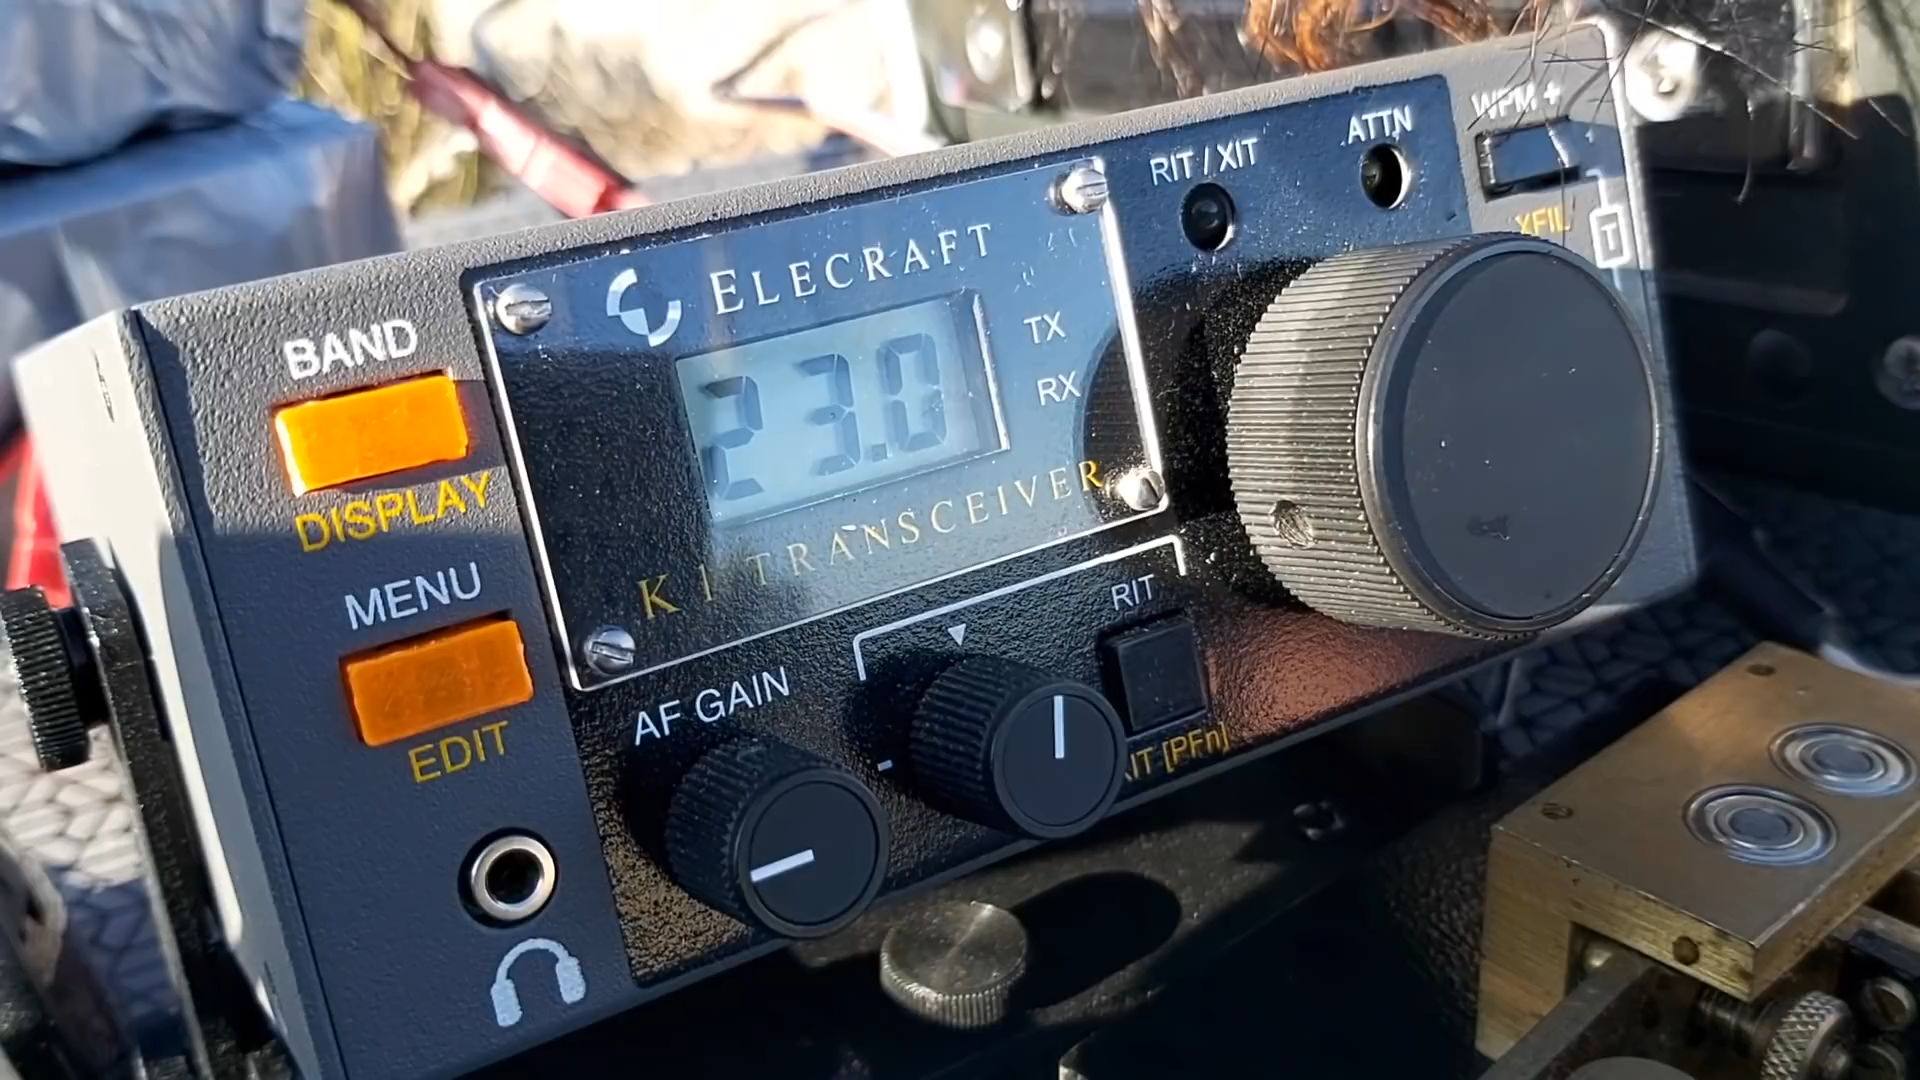 ELECRAFT
23.0
TX
RX
K1 TRANSCEIVER
BAND
DISPLAY
MENU
EDIT
AF GAIN
RIT / XIT
ATTN
WPM +
XFIL
T
RIT
-
[PFn]